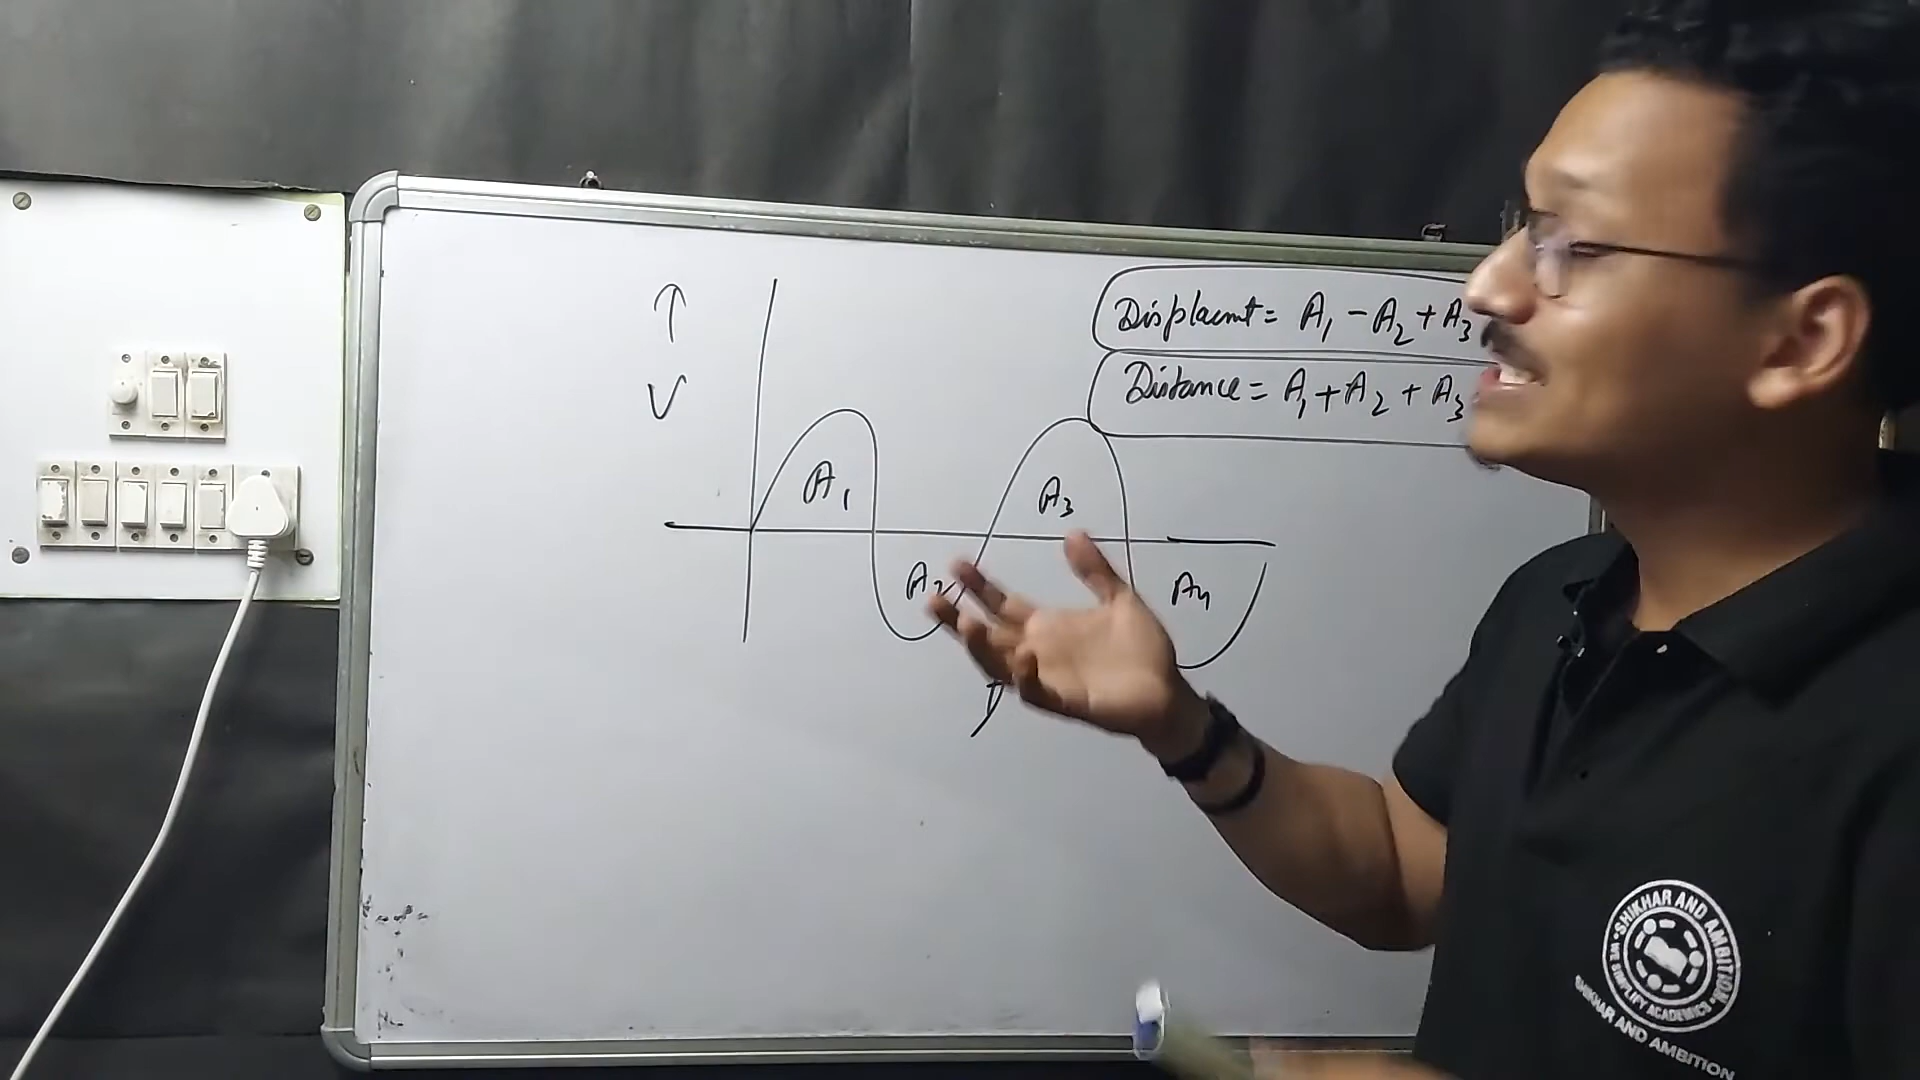 Displacmt = A₁ - A₂ + A₃
Distance = A₁ + A₂ + A₃
V
A₁
A₃
A₂
A₄
SHIKHAR AND AMBITION
WE SIMPLIFY ACADEMICS
SHIKHAR AND AMBITION